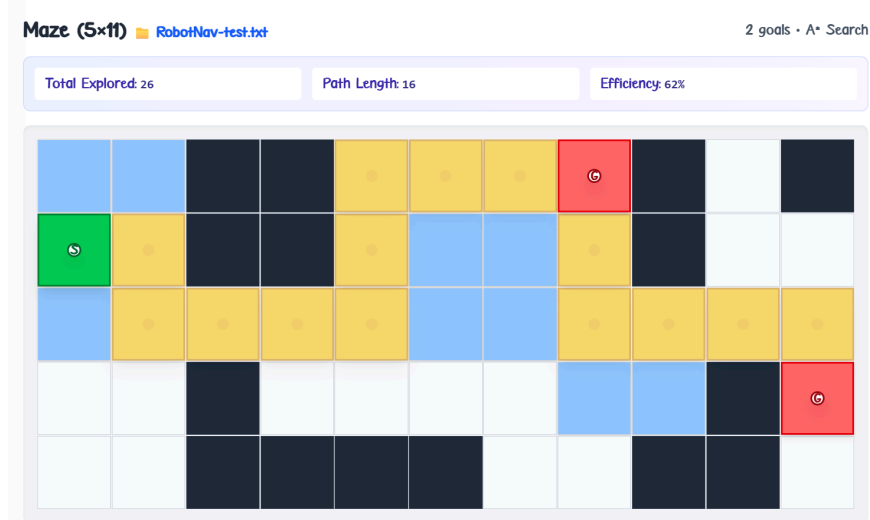 Maze (5×11) 📁 RobotNav-test.txt
2 goals • A* Search
Total Explored: 26
Path Length: 16
Efficiency: 62%
G
S
G